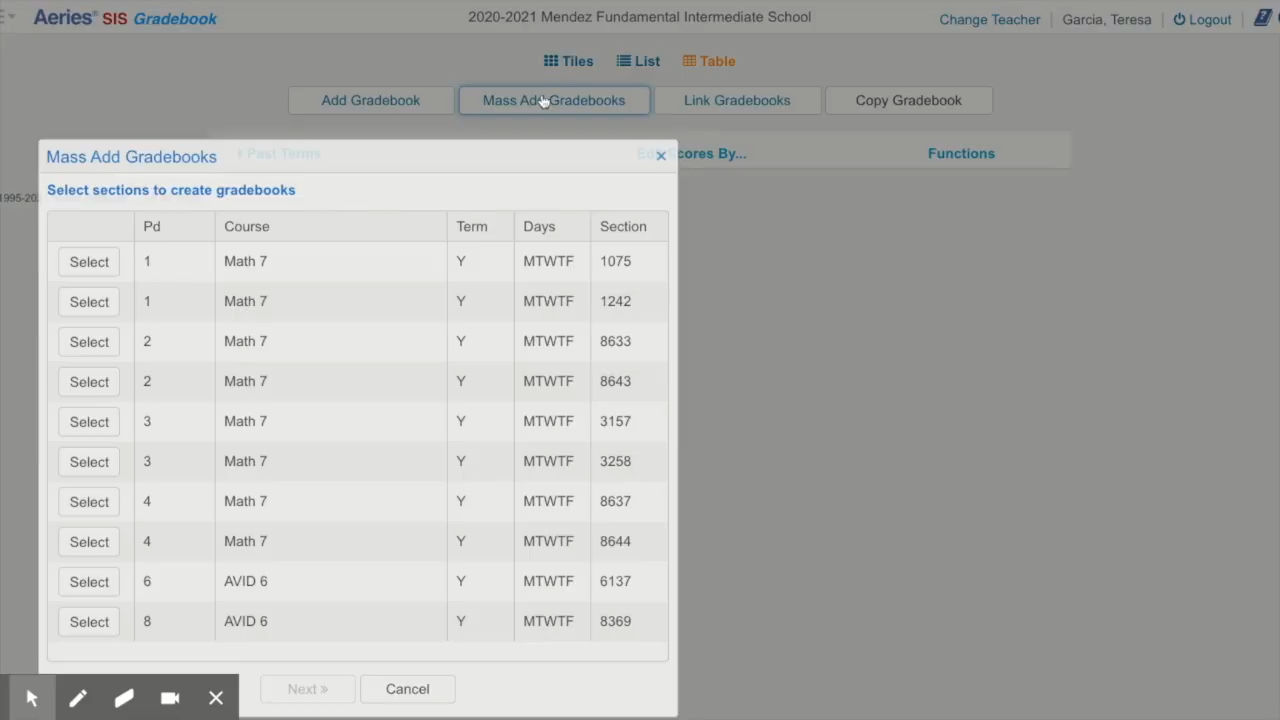 Aeries® SIS Gradebook
2020-2021 Mendez Fundamental Intermediate School
Change Teacher | Garcia, Teresa | Logout |
Tiles List Table
Add Gradebook Mass Add Gradebooks Link Gradebooks Copy Gradebook
Mass Add Gradebooks
Past Terms
Edit Scores By...
Functions
Select sections to create gradebooks
1995-20
Pd Course Term Days Section
Select 1 Math 7 Y MTWTF 1075
Select 1 Math 7 Y MTWTF 1242
Select 2 Math 7 Y MTWTF 8633
Select 2 Math 7 Y MTWTF 8643
Select 3 Math 7 Y MTWTF 3157
Select 3 Math 7 Y MTWTF 3258
Select 4 Math 7 Y MTWTF 8637
Select 4 Math 7 Y MTWTF 8644
Select 6 AVID 6 Y MTWTF 6137
Select 8 AVID 6 Y MTWTF 8369
Next » Cancel